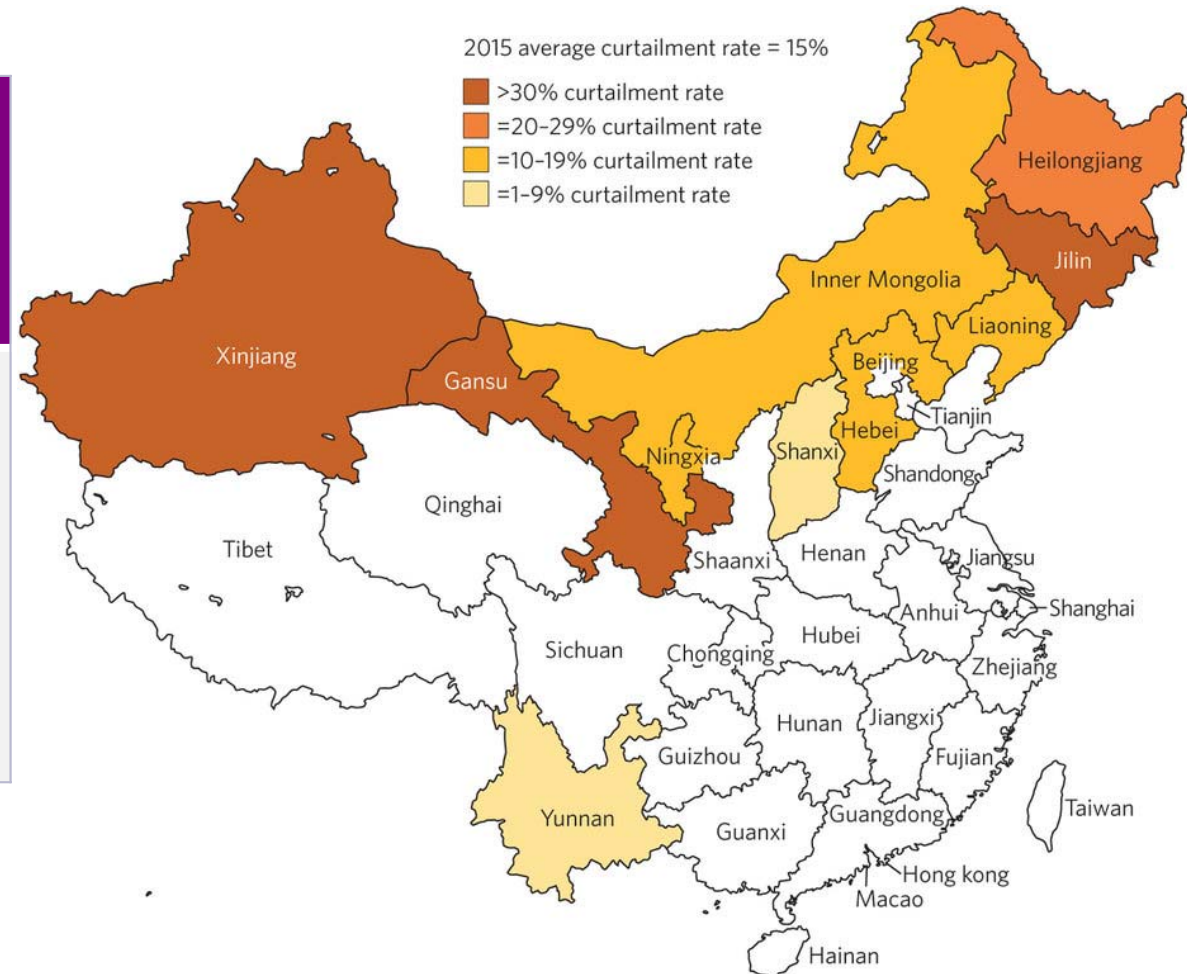 2015 average curtailment rate = 15%
>30% curtailment rate
=20–29% curtailment rate
=10–19% curtailment rate
=1–9% curtailment rate
Heilongjiang
Jilin
Inner Mongolia
Liaoning
Xinjiang
Beijing
Gansu
Tianjin
Hebei
Shanxi
Ningxia
Shandong
Qinghai
Tibet
Shaanxi
Henan
Jiangsu
Anhui
Shanghai
Hubei
Sichuan
Chongqing
Zhejiang
Hunan
Jiangxi
Guizhou
Fujian
Taiwan
Yunnan
Guangdong
Guanxi
Hong kong
Macao
Hainan